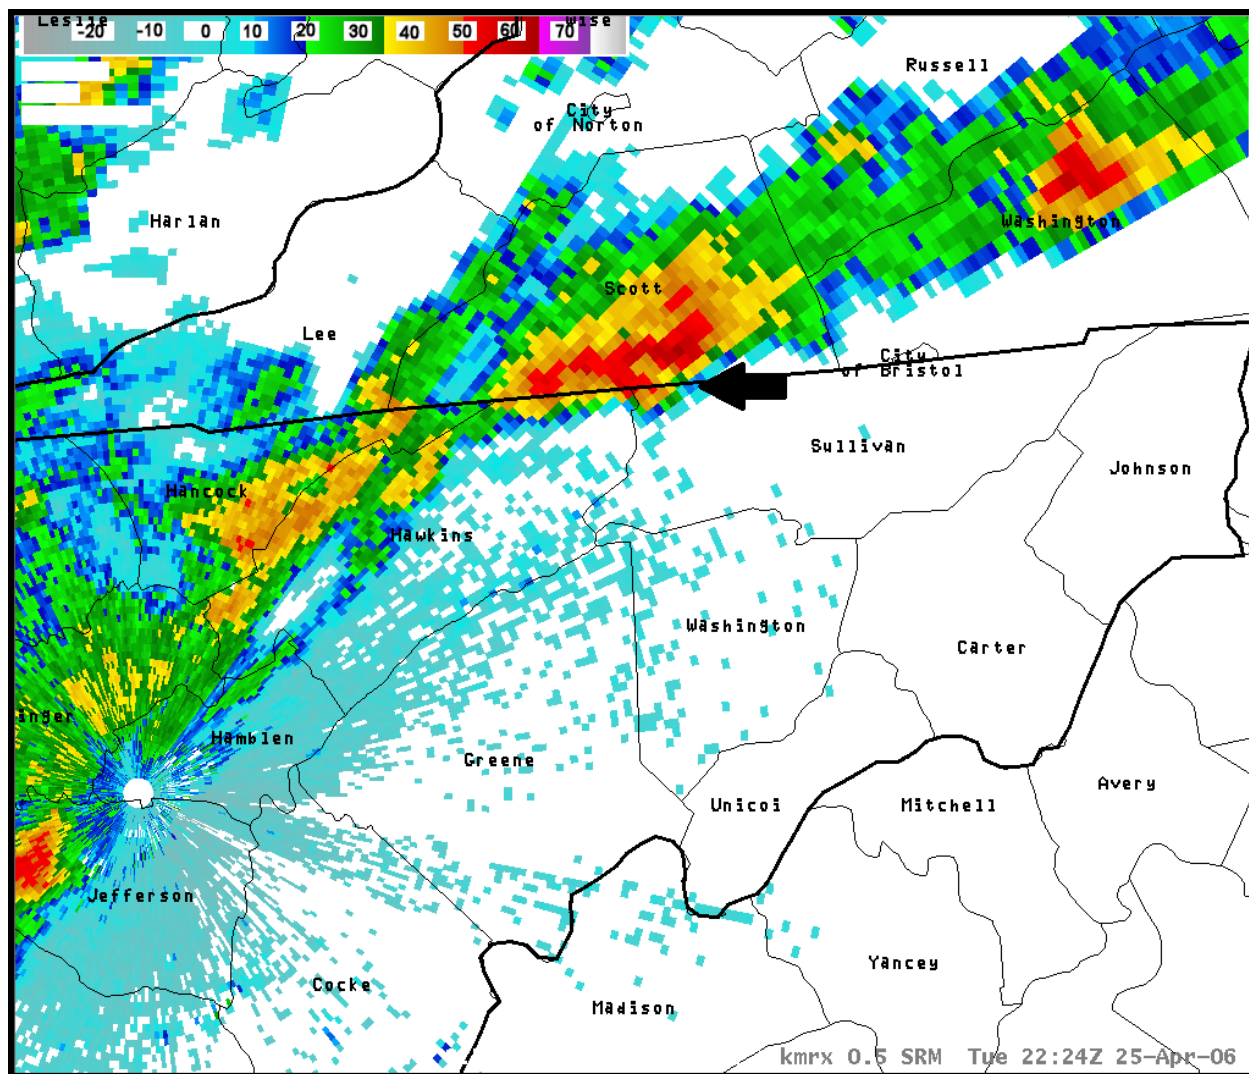 Leslie
Wise
-20 -10 0 10 20 30 40 50 60 70
Russell
City
of Norton
Harlan
Washington
Scott
Lee
City
of Bristol
Sullivan
Johnson
Hancock
Hawkins
Washington
Carter
inger
Hamblen
Greene
Avery
Unicoi
Mitchell
Jefferson
Yancey
Cocke
Madison
kmrx 0.5 SRM Tue 22:24Z 25-Apr-06